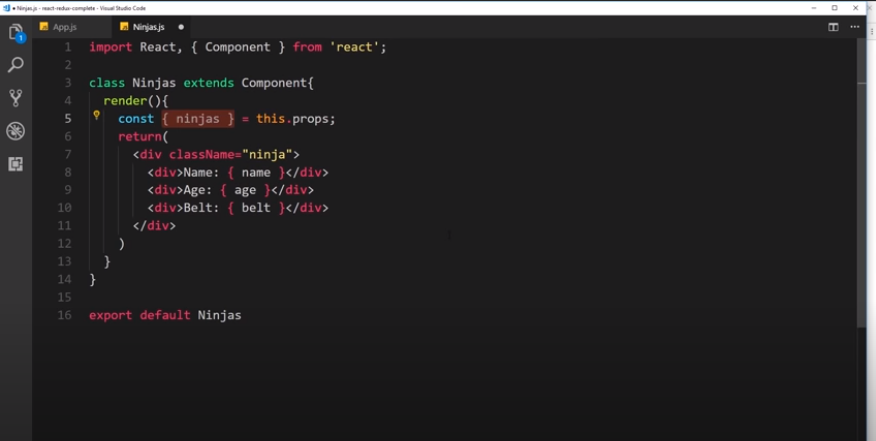 Ninjas.js - react-redux-complete - Visual Studio Code
App.js
Ninjas.js
1
1 import React, { Component } from 'react';
2
3 class Ninjas extends Component{
4 render(){
5 const { ninjas } = this.props;
6 return(
7 <div className="ninja">
8 <div>Name: { name }</div>
9 <div>Age: { age }</div>
10 <div>Belt: { belt }</div>
11 </div>
12 )
13 }
14 }
15
16 export default Ninjas